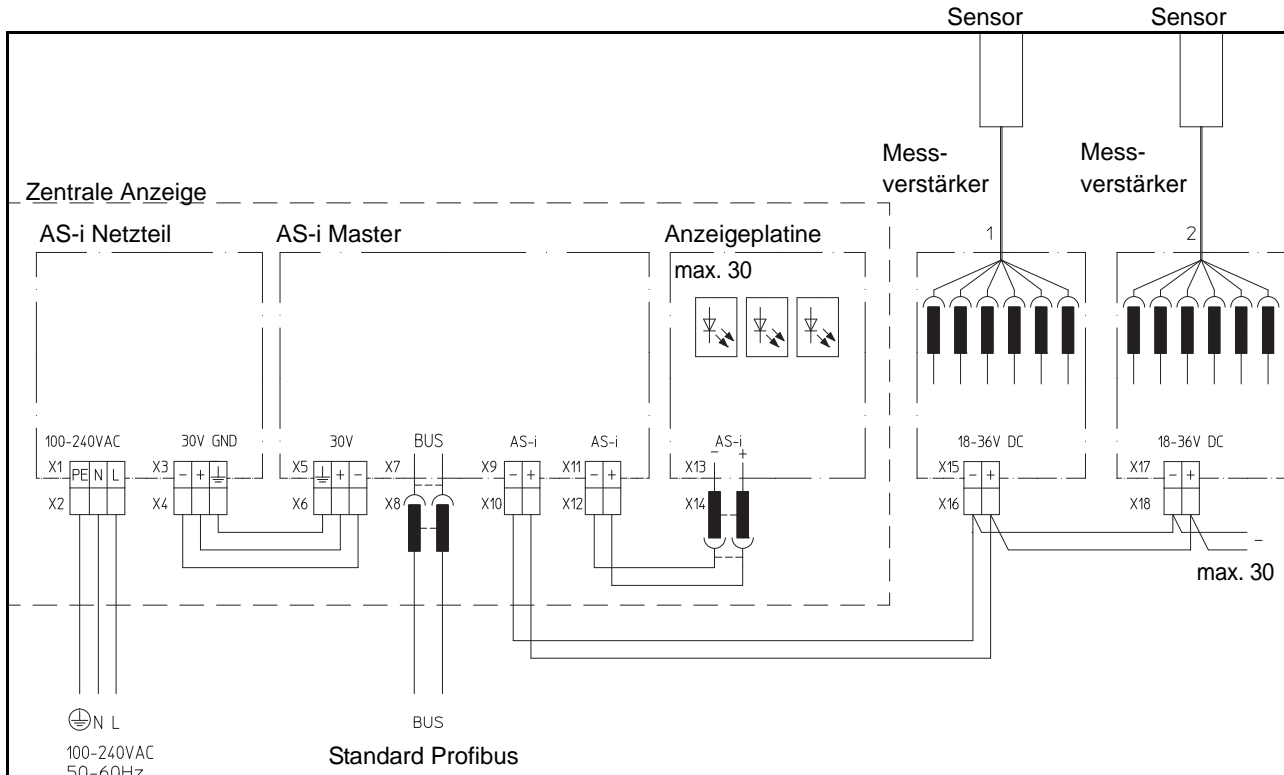 Sensor Sensor
Mess-
verstärker
Mess-
verstärker
Zentrale Anzeige
AS-i Netzteil AS-i Master Anzeigeplatine
max. 30
1 2
100-240VAC 30V GND 30V BUS AS-i AS-i AS-i 18-36V DC 18-36V DC
- +
X1 PE N L X3 - + X5 + - X7 X9 - + X11 - + X13 X15 - + X17 - +
X2 X4 X6 X8 X10 X12 X14 X16 X18
-
max. 30
N L BUS
100-240VAC Standard Profibus
50-60Hz